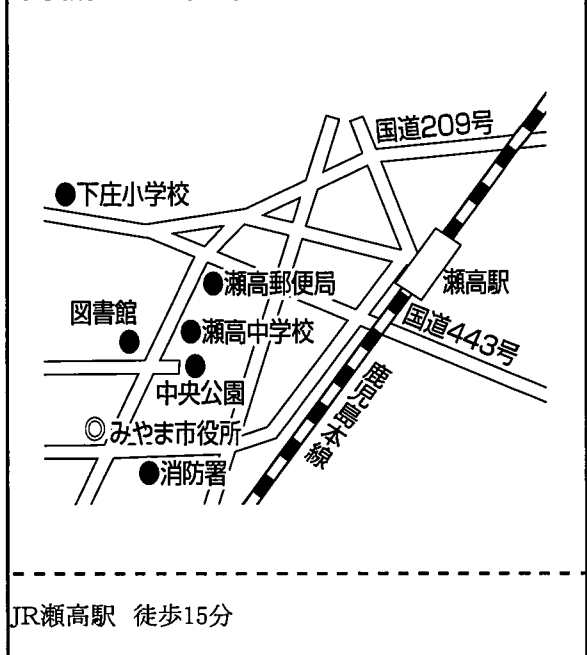 国道209号
下庄小学校
瀬高郵便局
瀬高駅
図書館
瀬高中学校
国道443号
中央公園
鹿児島本線
みやま市役所
消防署
JR瀬高駅 徒歩15分